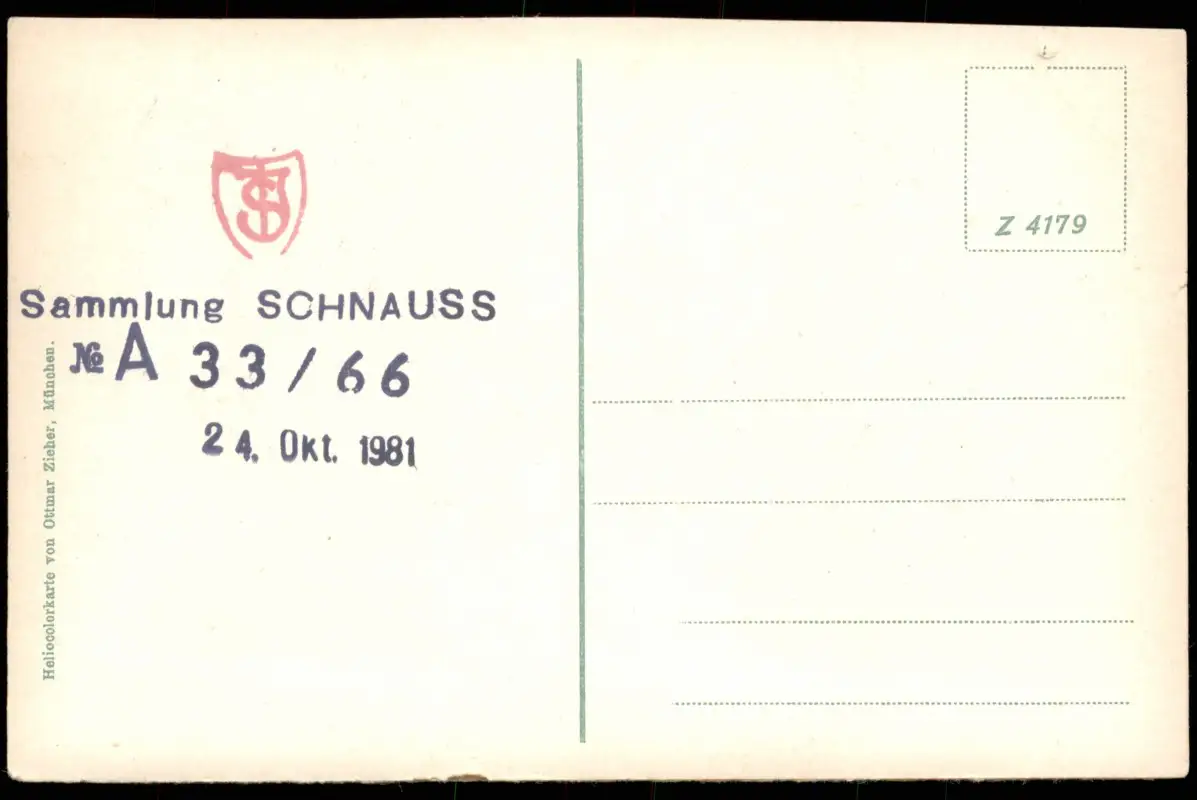 Sammlung SCHNAUSS
№ A 33/66
24. Okt. 1981
Heliocolorkarte von Ottmar Zieher, München.
Z 4179